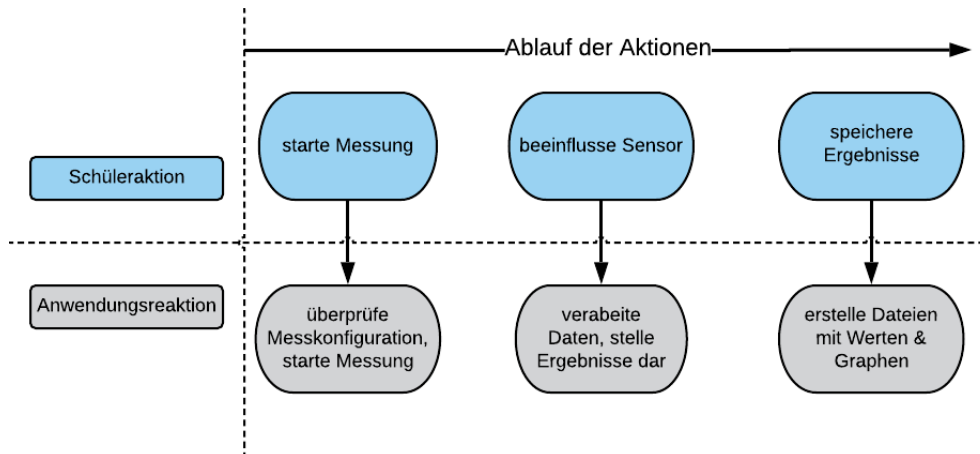 Ablauf der Aktionen
starte Messung
beeinflusse Sensor
speichere
Ergebnisse
Schüleraktion
Anwendungsreaktion
überprüfe
Messkonfiguration,
starte Messung
verabeite
Daten, stelle
Ergebnisse dar
erstelle Dateien
mit Werten &
Graphen